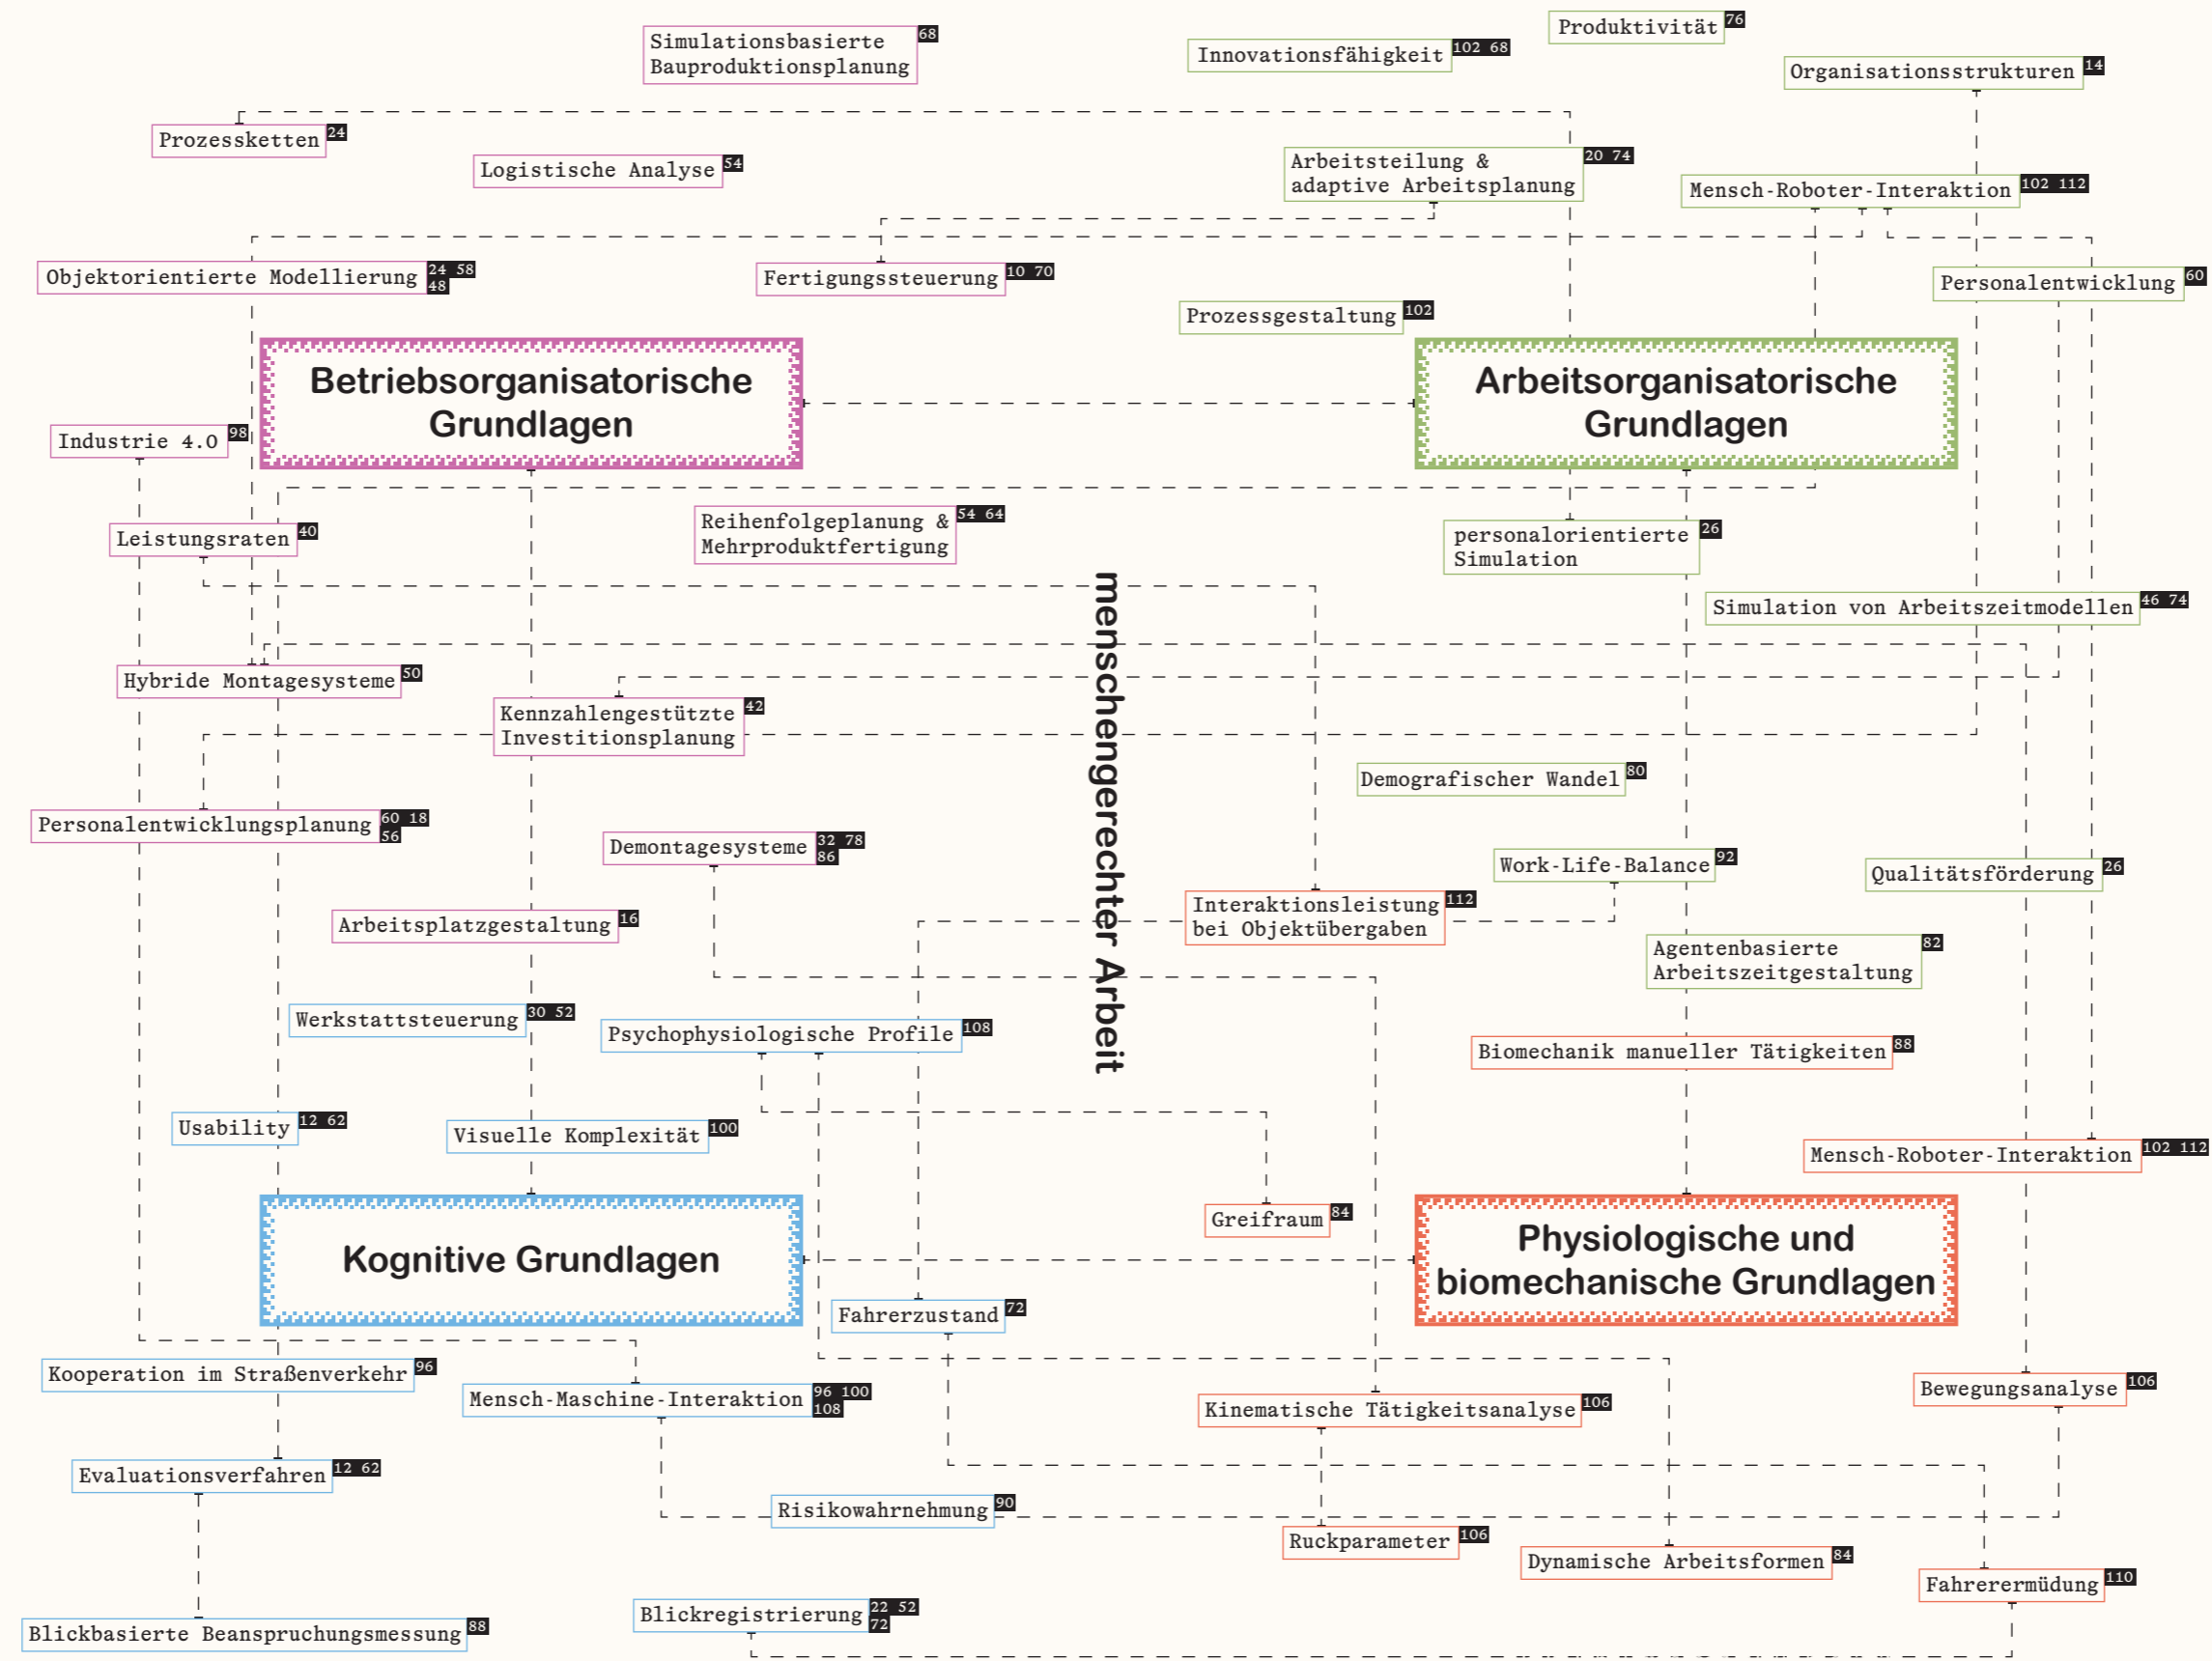 Simulationsbasierte 68
Bauproduktionsplanung
Innovationsfähigkeit 102 68
Produktivität 76
Organisationsstrukturen 14
Prozessketten 24
Logistische Analyse 54
Arbeitsteilung & 20 74
adaptive Arbeitsplanung
Mensch-Roboter-Interaktion 102 112
Objektorientierte Modellierung 24 58
48
Fertigungssteuerung 10 70
Personalentwicklung 60
Prozessgestaltung 102
Betriebsorganisatorische
Grundlagen
Arbeitsorganisatorische
Grundlagen
Industrie 4.0 98
Leistungsraten 40
Reihenfolgeplanung & 54 64
Mehrproduktfertigung
personalorientierte 26
Simulation
menschengerechter Arbeit
Simulation von Arbeitszeitmodellen 46 74
Hybride Montagesysteme 50
Kennzahlengestützte 42
Investitionsplanung
Demografischer Wandel 80
Personalentwicklungsplanung 60 18
56
Demontagesysteme 32 78
86
Work-Life-Balance 92
Qualitätsförderung 26
Arbeitsplatzgestaltung 16
Interaktionsleistung 112
bei Objektübergaben
Agentenbasierte 82
Arbeitszeitgestaltung
Werkstattsteuerung 30 52
Psychophysiologische Profile 108
Biomechanik manueller Tätigkeiten 88
Usability 12 62
Visuelle Komplexität 100
Mensch-Roboter-Interaktion 102 112
Greifraum 84
Kognitive Grundlagen
Physiologische und
biomechanische Grundlagen
Fahrerzustand 72
Kooperation im Straßenverkehr 96
Mensch-Maschine-Interaktion 96 100
108
Kinematische Tätigkeitsanalyse 106
Bewegungsanalyse 106
Evaluationsverfahren 12 62
Risikowahrnehmung 90
Ruckparameter 106
Dynamische Arbeitsformen 84
Fahrerermüdung 110
Blickbasierte Beanspruchungsmessung 88
Blickregistrierung 22 52
72